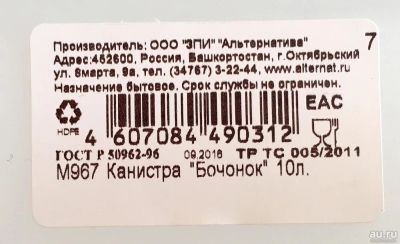 Производитель: ООО "ЗПИ" "Альтернатива"
Адрес:452600, Россия, Башкортостан, г.Октябрьский
ул. 8марта, 9а, тел. (34767) 3-22-44, www.alternat.ru
Назначение бытовое. Срок службы не ограничен.
7
HDPE
EAC
4 607084 490312
ГОСТ Р 50962-96 09.2016 ТР ТС 005/2011
М967 Канистра "Бочонок" 10л.
au.ru